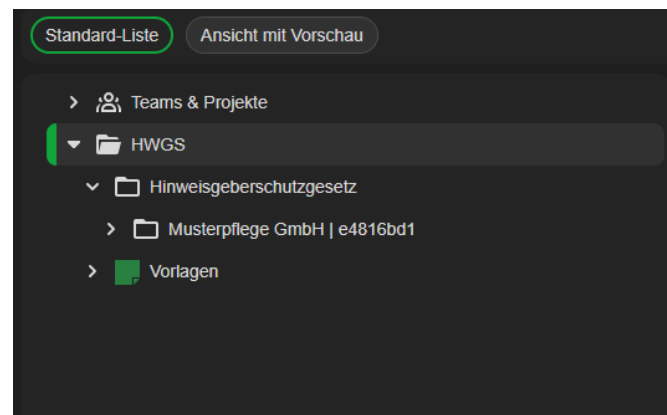 Standard-Liste Ansicht mit Vorschau
Teams & Projekte
HWGS
Hinweisgeberschutzgesetz
Musterpflege GmbH | e4816bd1
Vorlagen